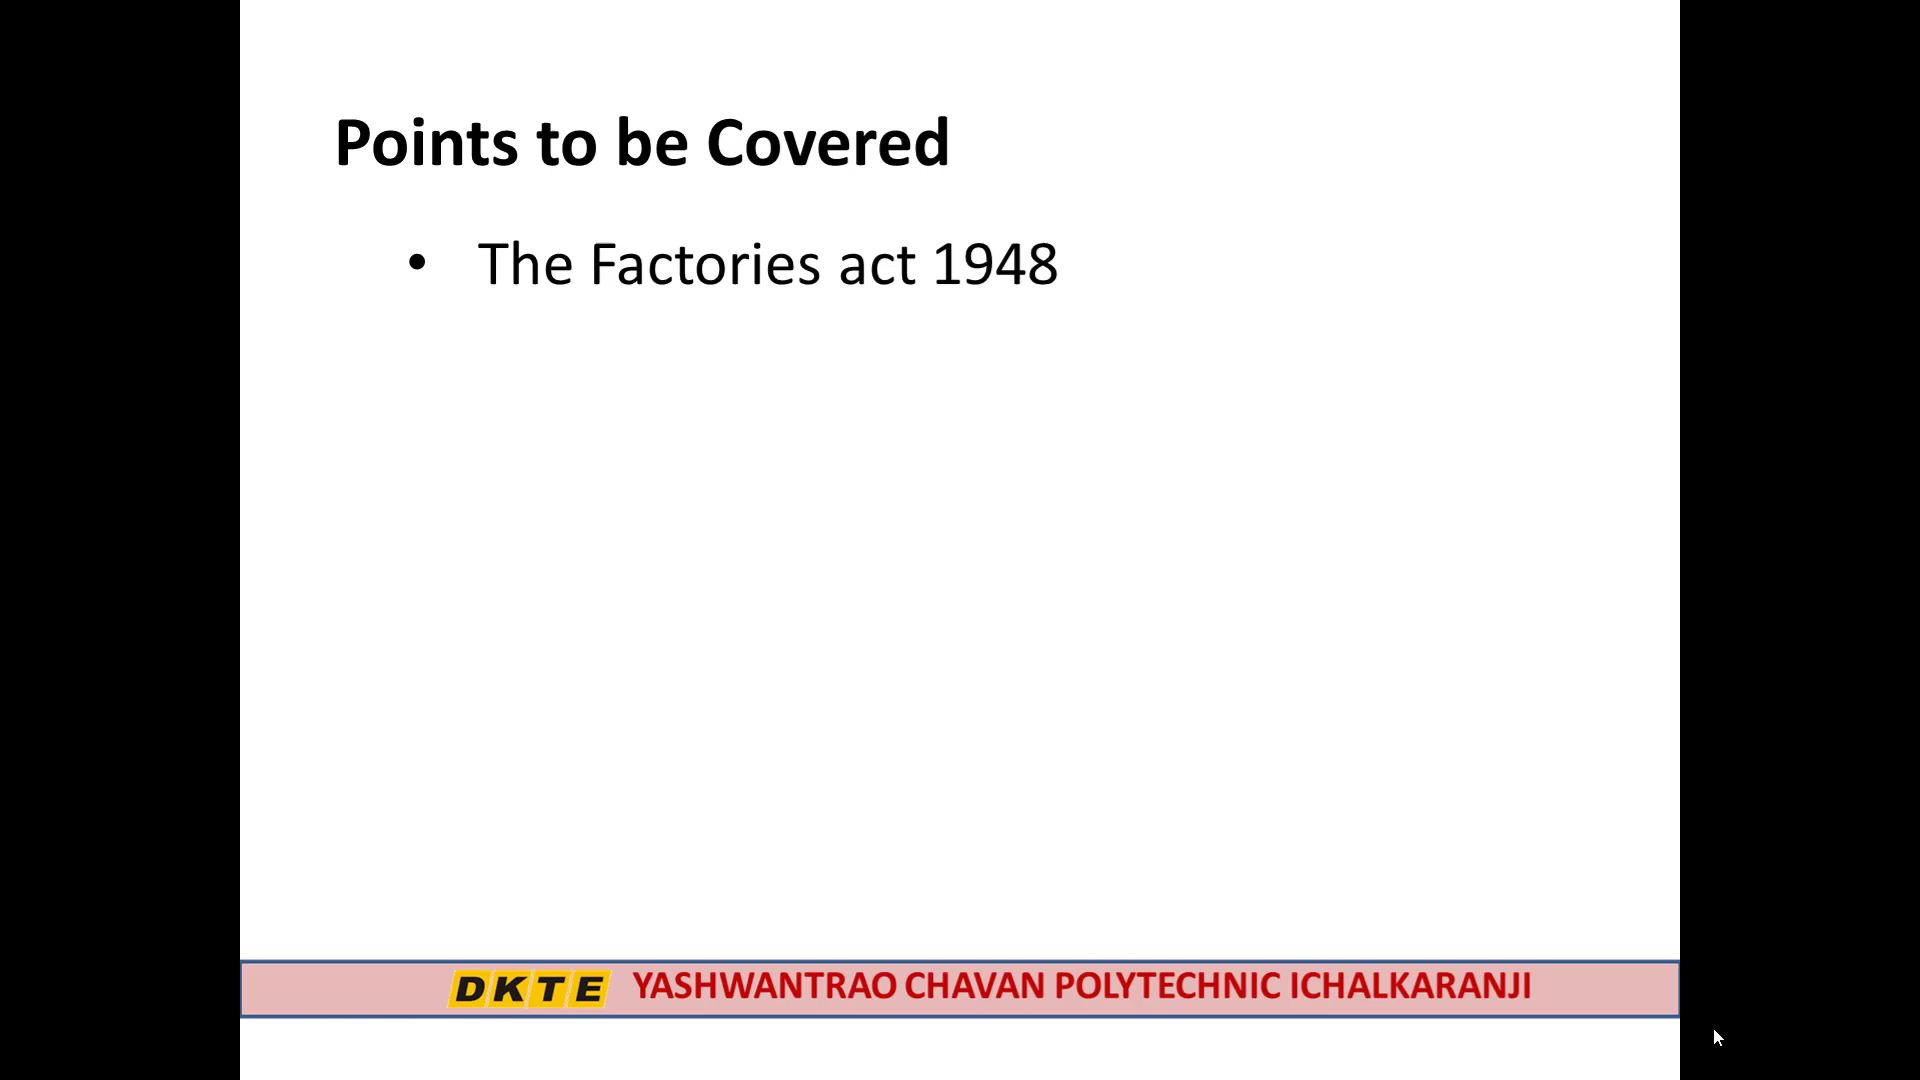 Points to be Covered
• The Factories act 1948
DKTE YASHWANTRAO CHAVAN POLYTECHNIC ICHALKARANJI